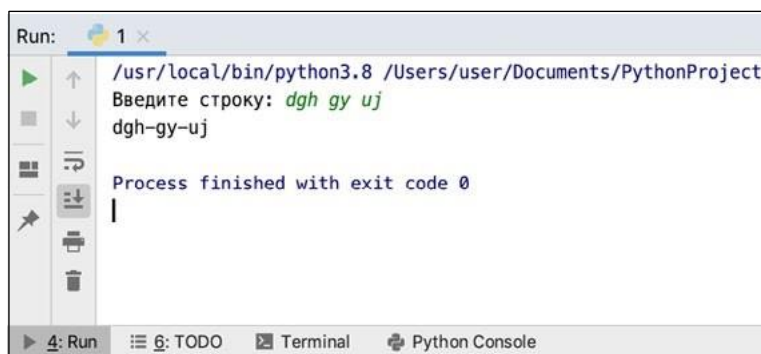 Run: 1 ×
/usr/local/bin/python3.8 /Users/user/Documents/PythonProject
Введите строку: dgh gy uj
dgh-gy-uj
Process finished with exit code 0
4: Run 6: TODO Terminal Python Console